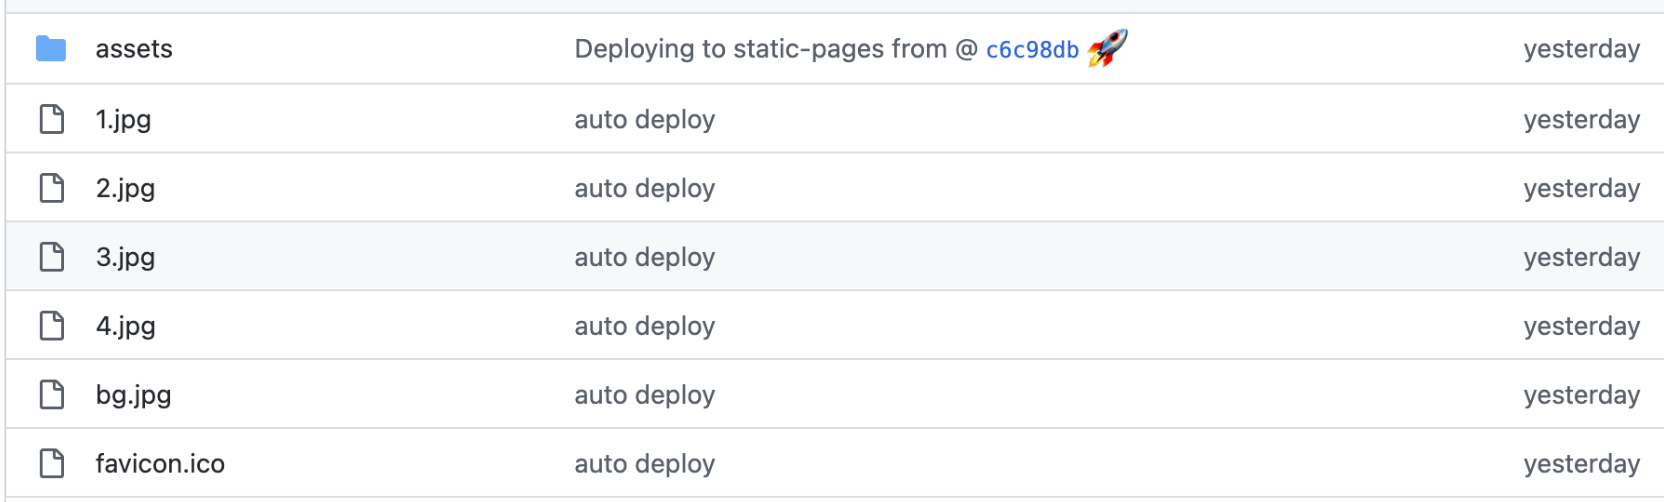 assets Deploying to static-pages from @ c6c98db 🚀 yesterday
1.jpg auto deploy yesterday
2.jpg auto deploy yesterday
3.jpg auto deploy yesterday
4.jpg auto deploy yesterday
bg.jpg auto deploy yesterday
favicon.ico auto deploy yesterday